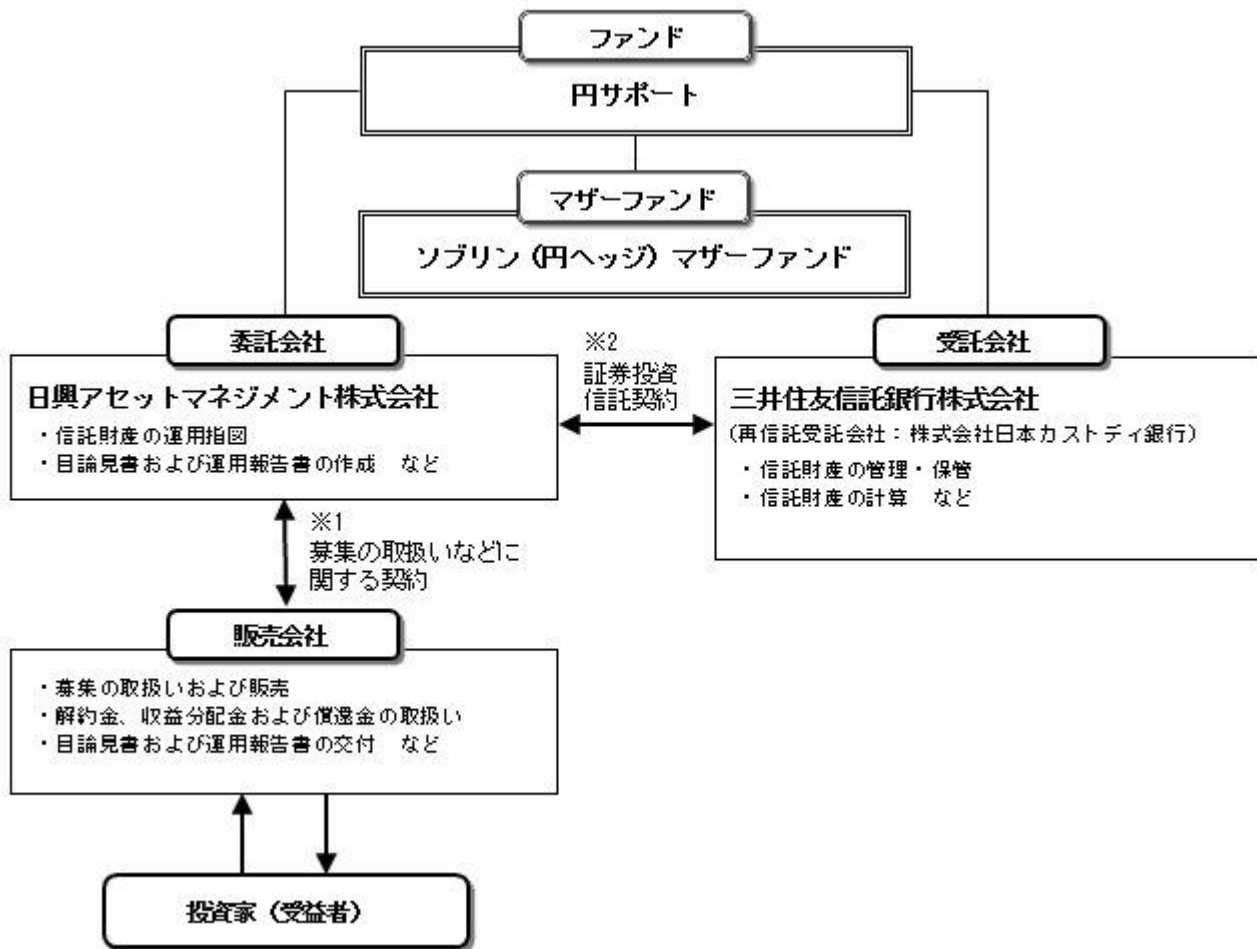 ファンド
円サポート
マザーファンド
ソブリン（円ヘッジ）マザーファンド
委託会社
日興アセットマネジメント株式会社
・信託財産の運用指図
・目論見書および運用報告書の作成　など
※2
証券投資
信託契約
受託会社
三井住友信託銀行株式会社
（再信託受託会社：株式会社日本カストディ銀行）
・信託財産の管理・保管
・信託財産の計算　など
※1
募集の取扱いなどに
関する契約
販売会社
・募集の取扱いおよび販売
・解約金、収益分配金および償還金の取扱い
・目論見書および運用報告書の交付　など
投資家（受益者）